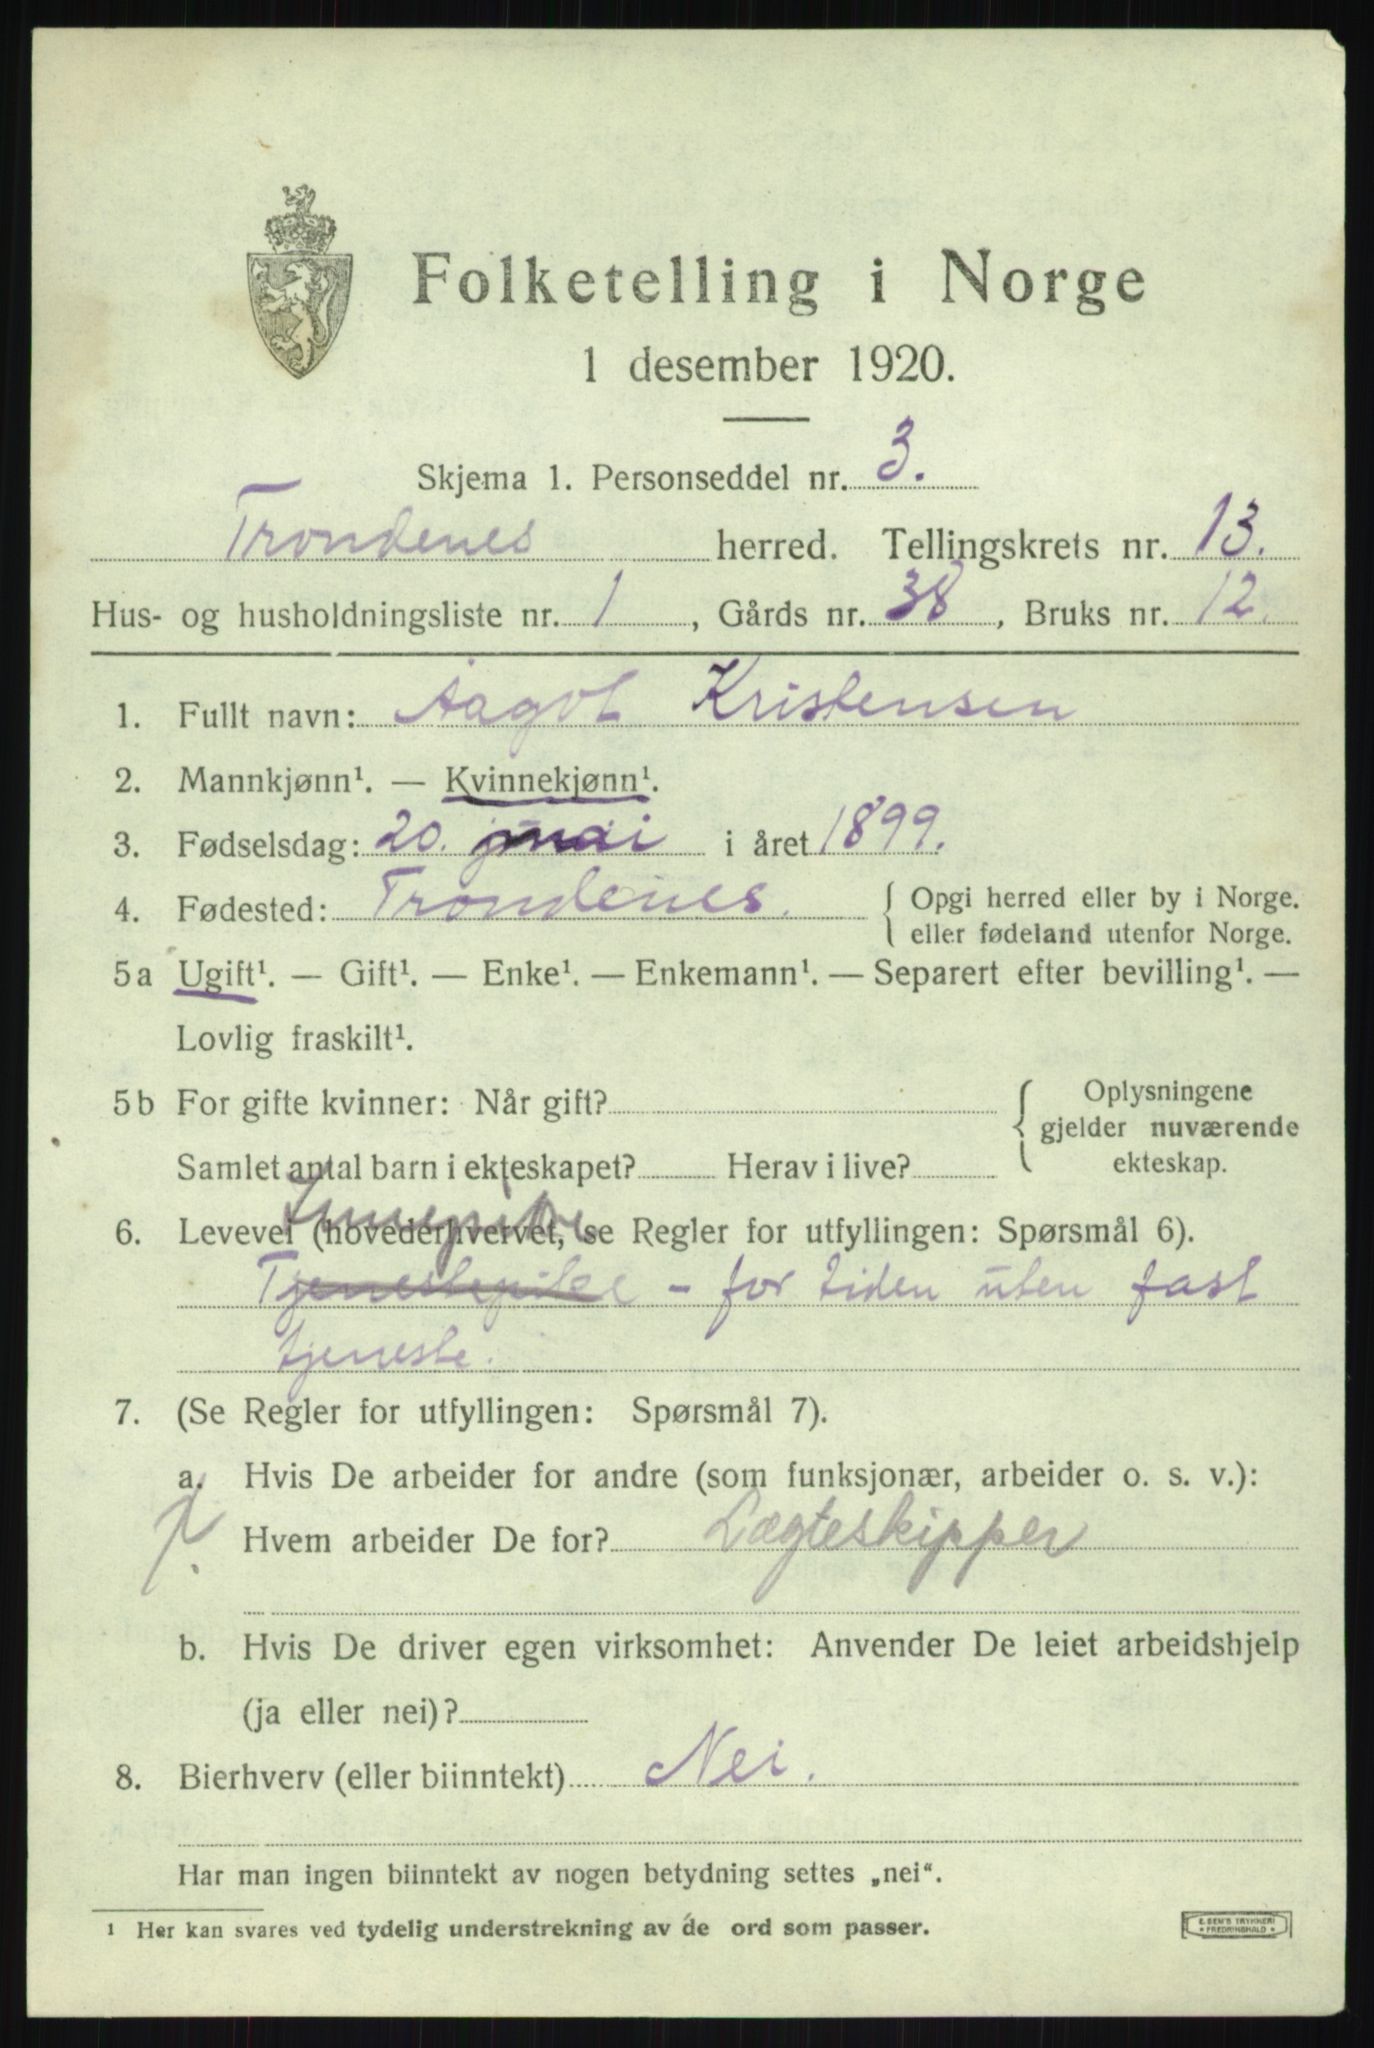 Folketelling i Norge
1 desember 1920.
Skjema 1. Personseddel nr. 3.
Trondenes herred. Tellingskrets nr. 13.
Hus- og husholdningsliste nr. 1, Gårds nr. 38, Bruks nr. 12.
1. Fullt navn: Aagot Kristensen
2. Mannkjønn¹. — Kvinnekjønn¹.
3. Fødselsdag: 20. mai i året 1899.
4. Fødested: Trondenes. { Opgi herred eller by i Norge.
eller fødeland utenfor Norge.
5 a Ugift¹. — Gift¹. — Enke¹. — Enkemann¹. — Separert efter bevilling¹. —
Lovlig fraskilt¹.
5 b For gifte kvinner: Når gift? { Oplysningene
gjelder nuværende
ekteskap.
Samlet antal barn i ekteskapet? Herav i live?
Innepike
6. Levevei (hovederhvervet, se Regler for utfyllingen: Spørsmål 6).
Tjenestepike – for tiden uten fast
tjeneste.
7. (Se Regler for utfyllingen: Spørsmål 7).
a. Hvis De arbeider for andre (som funksjonær, arbeider o. s. v.):
Hvem arbeider De for? Lægteskipper
b. Hvis De driver egen virksomhet: Anvender De leiet arbeidshjelp
(ja eller nei)?
8. Bierhverv (eller biinntekt) Nei.
Har man ingen biinntekt av nogen betydning settes „nei“.
¹ Her kan svares ved tydelig understrekning av de ord som passer.
E. SEM'S TRYKKERI
* FREDRIKSHALD *